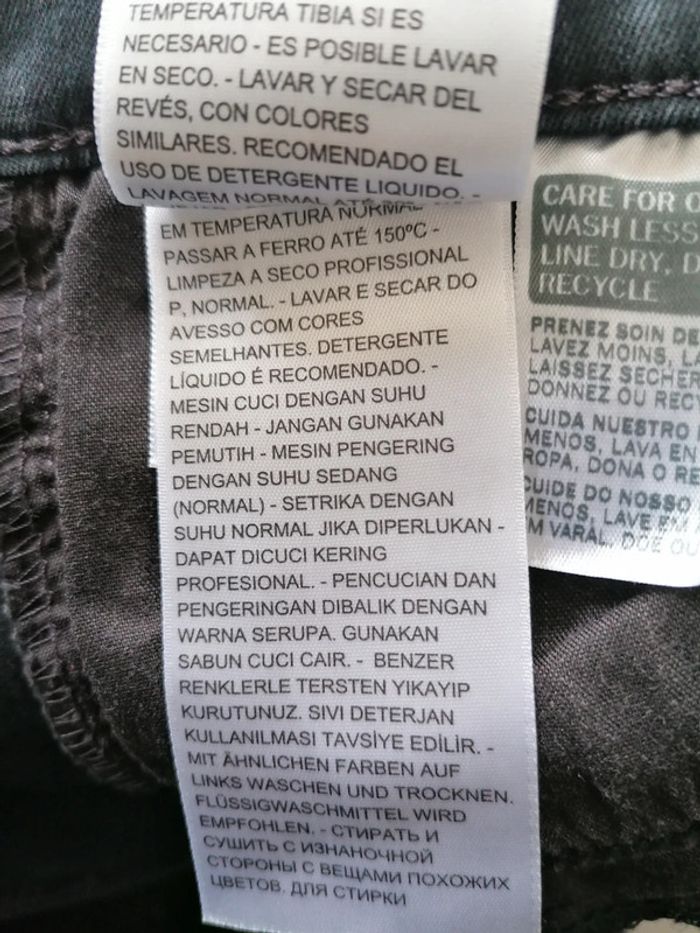 TEMPERATURA TIBIA SI ES
NECESARIO - ES POSIBLE LAVAR
EN SECO. - LAVAR Y SECAR DEL
REVÉS, CON COLORES
SIMILARES. RECOMENDADO EL
USO DE DETERGENTE LIQUIDO. -
LAVAGEM NORMAL ATÉ
EM TEMPERATURA NORMAL
PASSAR A FERRO ATÉ 150ºC -
LIMPEZA A SECO PROFISSIONAL
P, NORMAL. - LAVAR E SECAR DO
AVESSO COM CORES
SEMELHANTES. DETERGENTE
LÍQUIDO É RECOMENDADO. -
MESIN CUCI DENGAN SUHU
RENDAH - JANGAN GUNAKAN
PEMUTIH - MESIN PENGERING
DENGAN SUHU SEDANG
(NORMAL) - SETRIKA DENGAN
SUHU NORMAL JIKA DIPERLUKAN -
DAPAT DICUCI KERING
PROFESIONAL. - PENCUCIAN DAN
PENGERINGAN DIBALIK DENGAN
WARNA SERUPA. GUNAKAN
SABUN CUCI CAIR. - BENZER
RENKLERLE TERSTEN YIKAYIP
KURUTUNUZ. SIVI DETERJAN
KULLANILMASI TAVSİYE EDİLİR. -
MIT ÄHNLICHEN FARBEN AUF
LINKS WASCHEN UND TROCKNEN.
FLÜSSIGWASCHMITTEL WIRD
EMPFOHLEN. - СТИРАТЬ И
СУШИТЬ С ИЗНАНОЧНОЙ
СТОРОНЫ С ВЕЩАМИ ПОХОЖИХ
ЦВЕТОВ. ДЛЯ СТИРКИ
CARE FOR
WASH LESS
LINE DRY,
RECYCLE
PRENEZ SOIN DE
LAVEZ MOINS,
LAISSEZ SECHER
DONNEZ OU
CUIDA NUESTRO
MENOS, LAVA EN
ROPA, DONA O
CUIDE DO NOSSO
MENOS, LAVE EM
EM VARAL. DOE OU